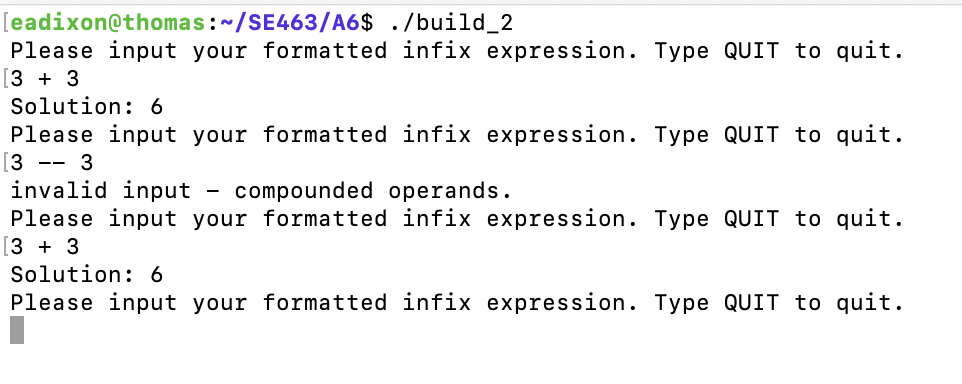 [eadixon@thomas:~/SE463/A6$ ./build_2
Please input your formatted infix expression. Type QUIT to quit.
[3 + 3
Solution: 6
Please input your formatted infix expression. Type QUIT to quit.
[3 -- 3
invalid input - compounded operands.
Please input your formatted infix expression. Type QUIT to quit.
[3 + 3
Solution: 6
Please input your formatted infix expression. Type QUIT to quit.